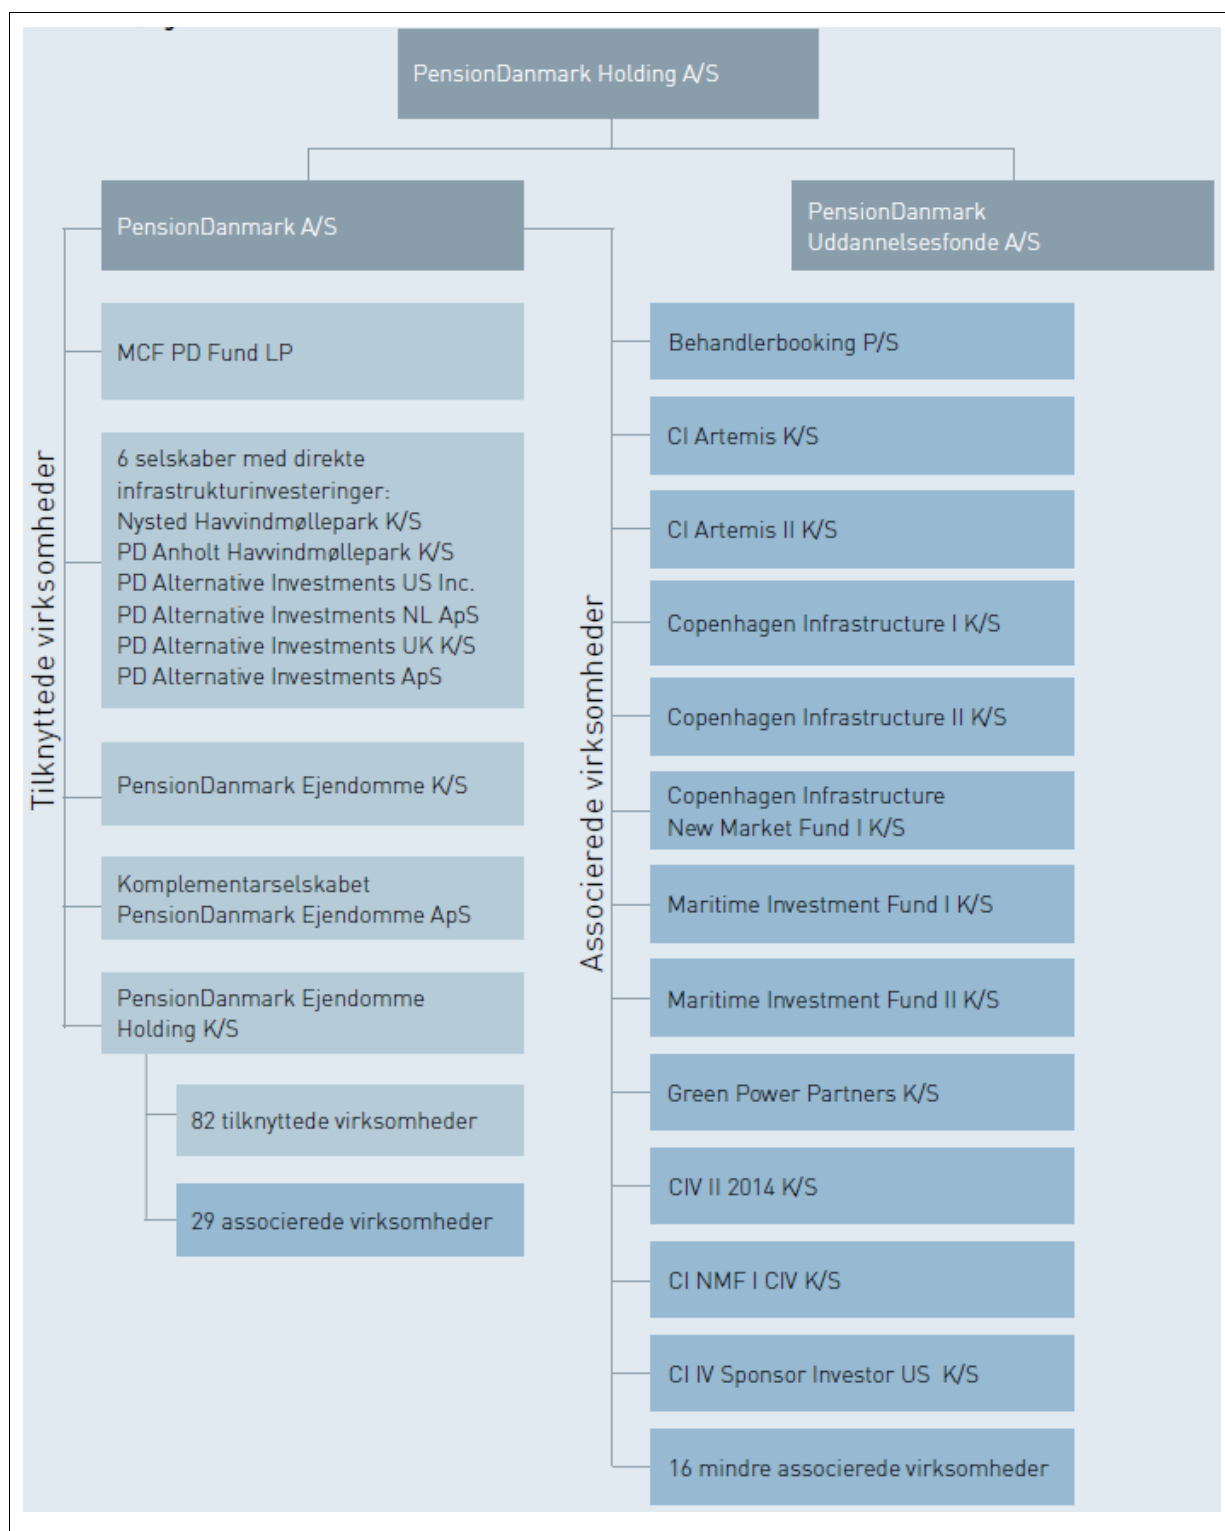 PensionDanmark Holding A/S
PensionDanmark A/S
PensionDanmark
Uddannelsesfonde A/S
Tilknyttede virksomheder
MCF PD Fund LP
6 selskaber med direkte
infrastrukturinvesteringer:
Nysted Havvindmøllepark K/S
PD Anholt Havvindmøllepark K/S
PD Alternative Investments US Inc.
PD Alternative Investments NL ApS
PD Alternative Investments UK K/S
PD Alternative Investments ApS
PensionDanmark Ejendomme K/S
Komplementarselskabet
PensionDanmark Ejendomme ApS
PensionDanmark Ejendomme
Holding K/S
82 tilknyttede virksomheder
29 associerede virksomheder
Associerede virksomheder
Behandlerbooking P/S
CI Artemis K/S
CI Artemis II K/S
Copenhagen Infrastructure I K/S
Copenhagen Infrastructure II K/S
Copenhagen Infrastructure
New Market Fund I K/S
Maritime Investment Fund I K/S
Maritime Investment Fund II K/S
Green Power Partners K/S
CIV II 2014 K/S
CI NMF I CIV K/S
CI IV Sponsor Investor US K/S
16 mindre associerede virksomheder